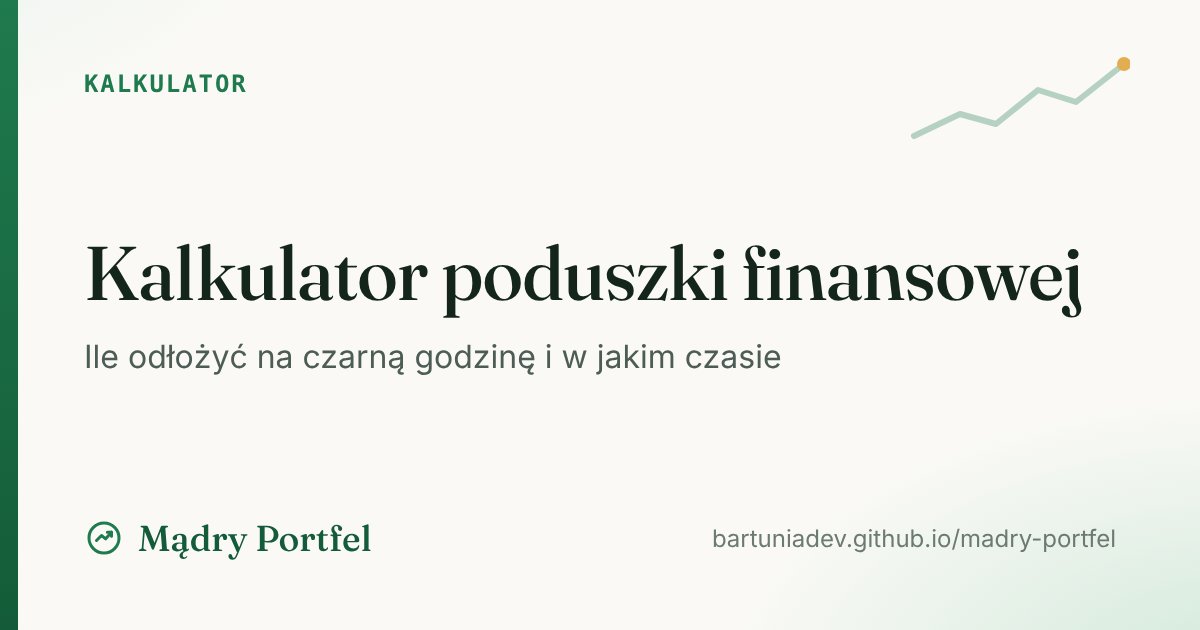 KALKULATOR
Kalkulator poduszki finansowej
Ile odłożyć na czarną godzinę i w jakim czasie
Mądry Portfel
bartuniadev.github.io/madry-portfel